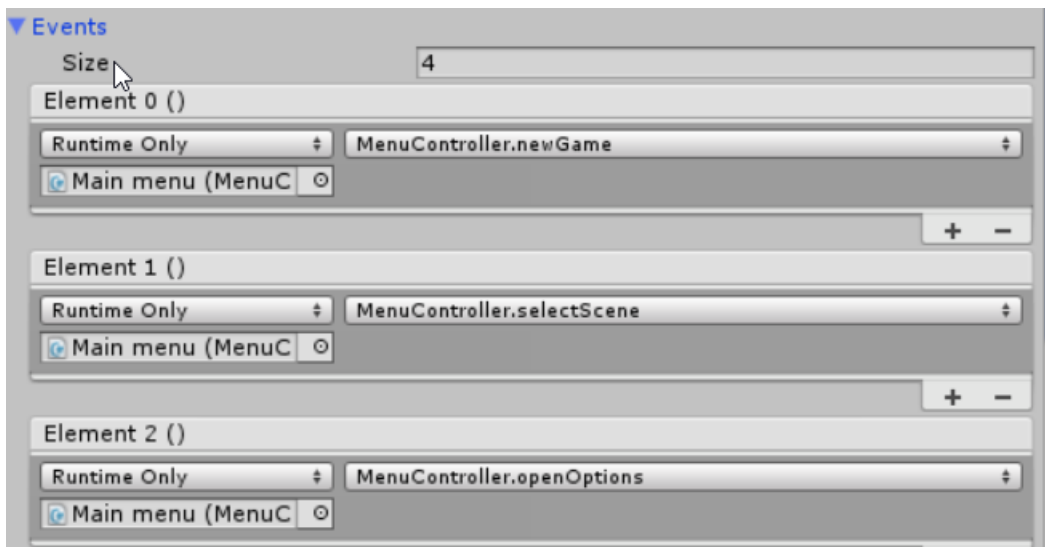 Events
Size 4
Element 0 ()
Runtime Only MenuController.newGame
Main menu (MenuC
+ −
Element 1 ()
Runtime Only MenuController.selectScene
Main menu (MenuC
+ −
Element 2 ()
Runtime Only MenuController.openOptions
Main menu (MenuC